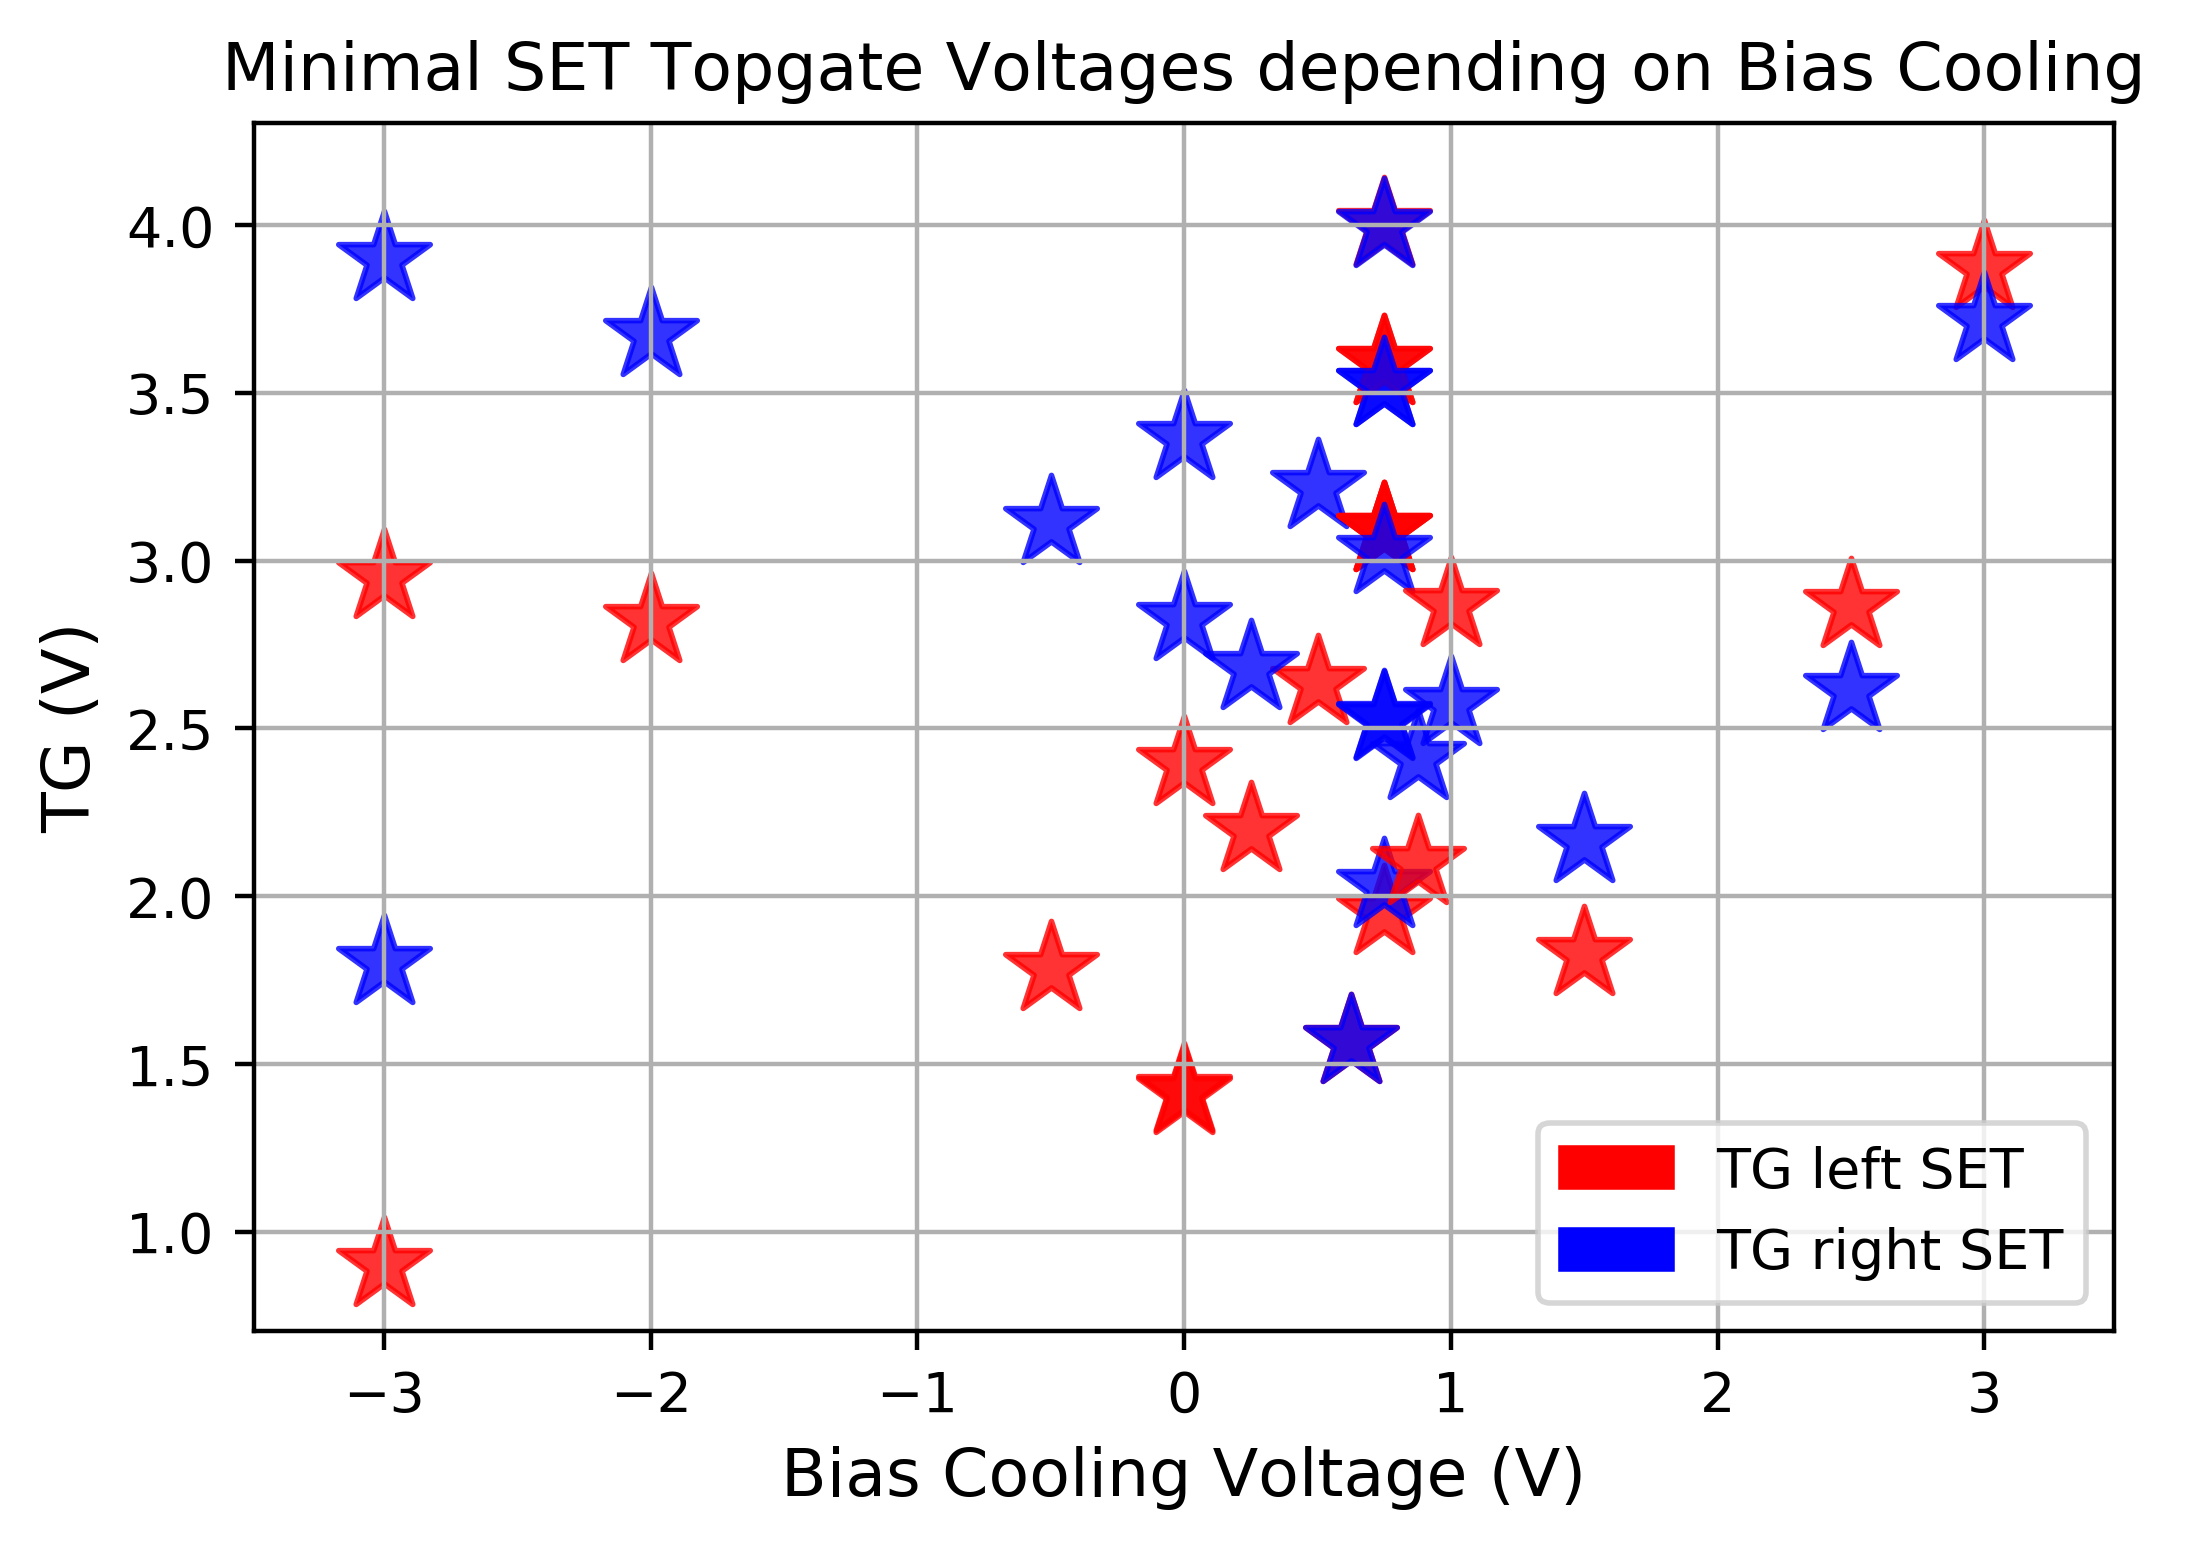 Minimal SET Topgate Voltages depending on Bias Cooling
4.0
3.5
3.0
2.5
2.0
1.5
1.0
TG (V)
TG left SET
TG right SET
−3 −2 −1 0 1 2 3
Bias Cooling Voltage (V)